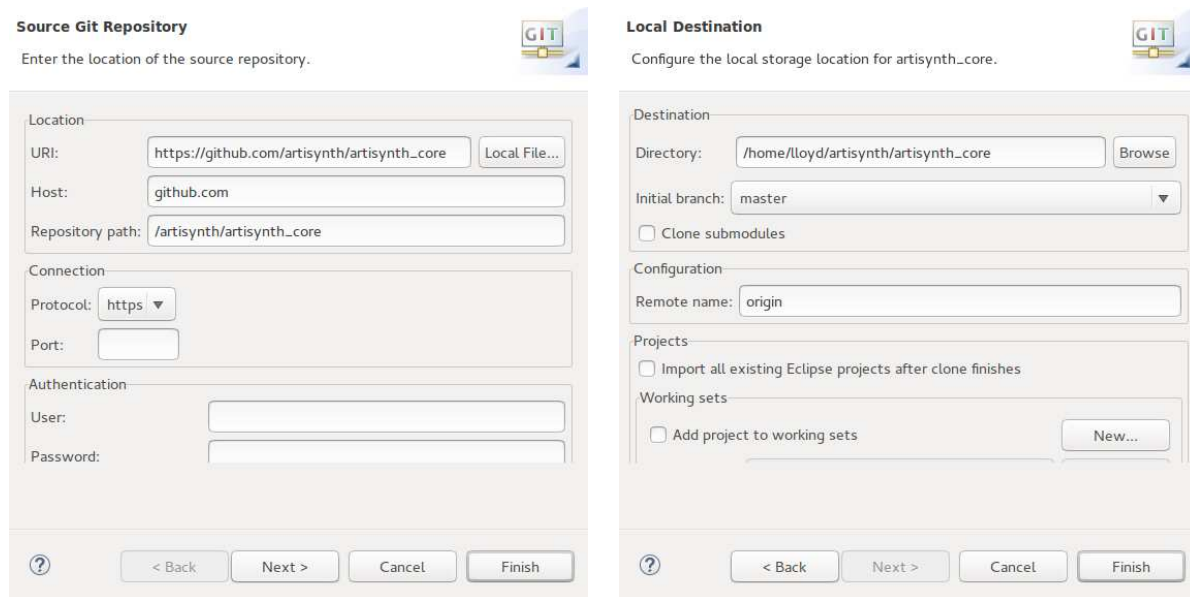 Source Git Repository
GIT
Enter the location of the source repository.
Location
URI: https://github.com/artisynth/artisynth_core Local File...
Host: github.com
Repository path: /artisynth/artisynth_core
Connection
Protocol: https
Port:
Authentication
User:
Password:
? < Back Next > Cancel Finish
Local Destination
GIT
Configure the local storage location for artisynth_core.
Destination
Directory: /home/lloyd/artisynth/artisynth_core Browse
Initial branch: master
Clone submodules
Configuration
Remote name: origin
Projects
Import all existing Eclipse projects after clone finishes
Working sets
Add project to working sets New...
? < Back Next > Cancel Finish